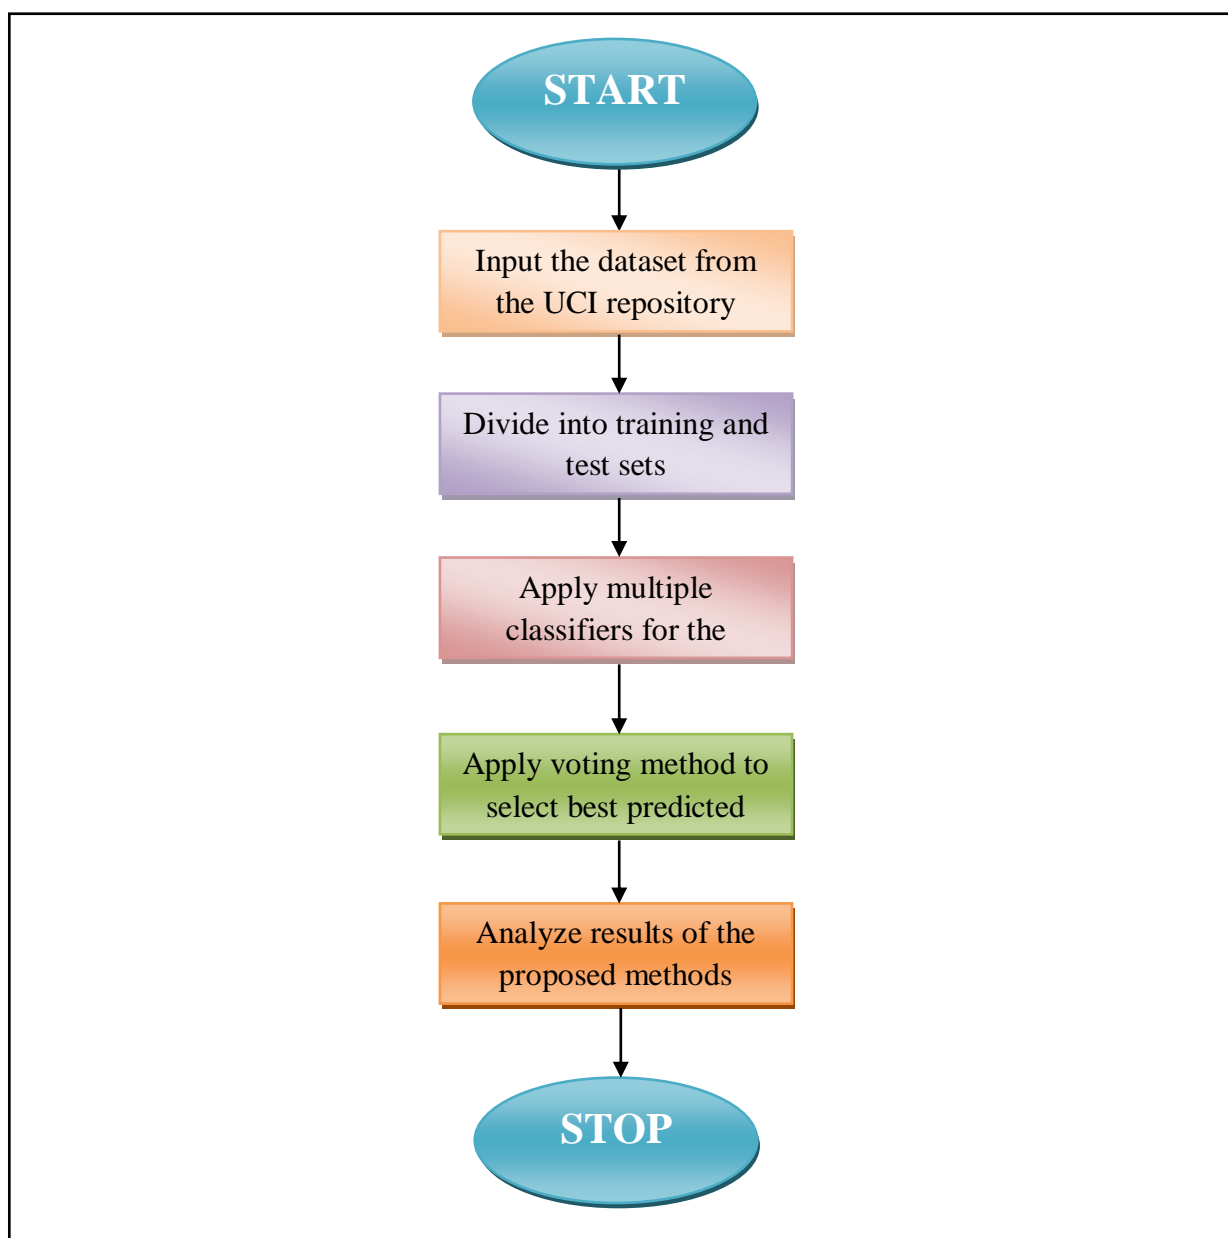 START
Input the dataset from
the UCI repository
Divide into training and
test sets
Apply multiple
classifiers for the
Apply voting method to
select best predicted
Analyze results of the
proposed methods
STOP